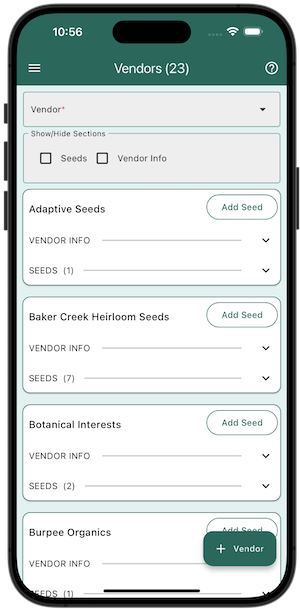 10:56
Vendors (23)
Vendor*
Show/Hide Sections
Seeds Vendor Info
Adaptive Seeds Add Seed
VENDOR INFO
SEEDS (1)
Baker Creek Heirloom Seeds Add Seed
VENDOR INFO
SEEDS (7)
Botanical Interests Add Seed
VENDOR INFO
SEEDS (2)
Burpee Organics Add Seed
+ Vendor
VENDOR INFO
SEEDS (1)